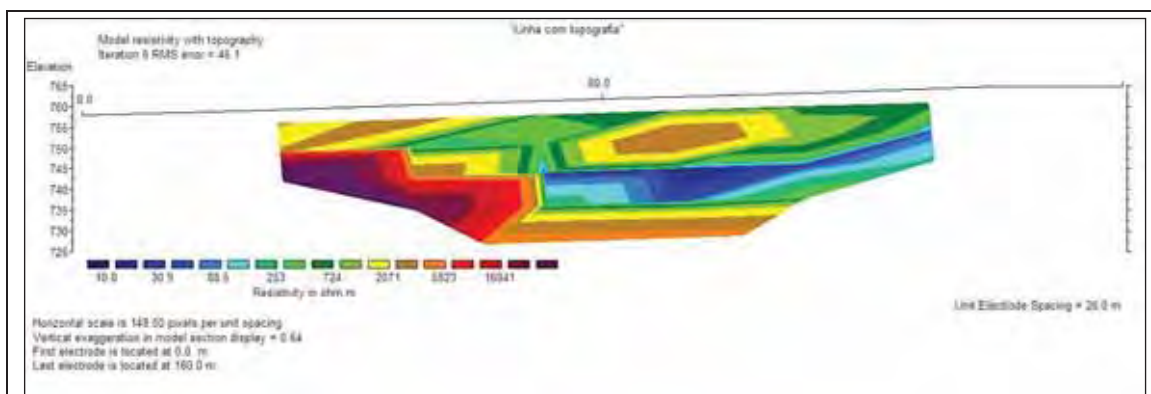 "Linha com topografia"
Model resistivity with topography
Iteration 8 RMS error = 46.1
Elevation
765
760
755
750
745
740
735
730
725
0.0
80.0
10.0 30.9 88.5 253 724 2071 5923 16941
Resistivity in ohm.m
Unit Electrode Spacing = 20.0 m
Horizontal scale is 149.50 pixels per unit spacing
Vertical exaggeration in model section display = 0.64
First electrode is located at 0.0 m.
Last electrode is located at 160.0 m.